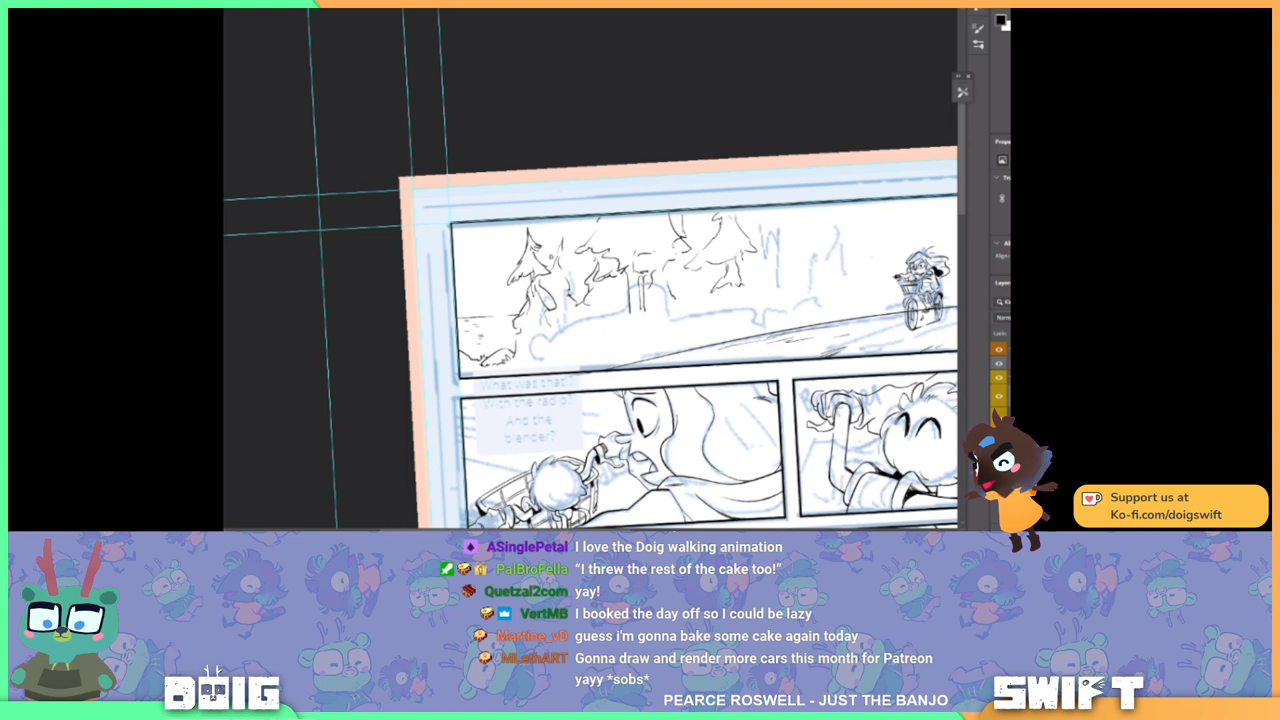 What was that?!
With the radio?
And the
blender?
Support us at
Ko-fi.com/doigswift
ASinglePetal I love the Doig walking animation
PalBroFella “I threw the rest of the cake too!”
Quetzal2com yay!
VertMB I booked the day off so I could be lazy
Martine_vD guess i'm gonna bake some cake again today
MLethART Gonna draw and render more cars this month for Patreon
yayy *sobs*
PEARCE ROSWELL - JUST THE BANJO
DOIG
SWIFT